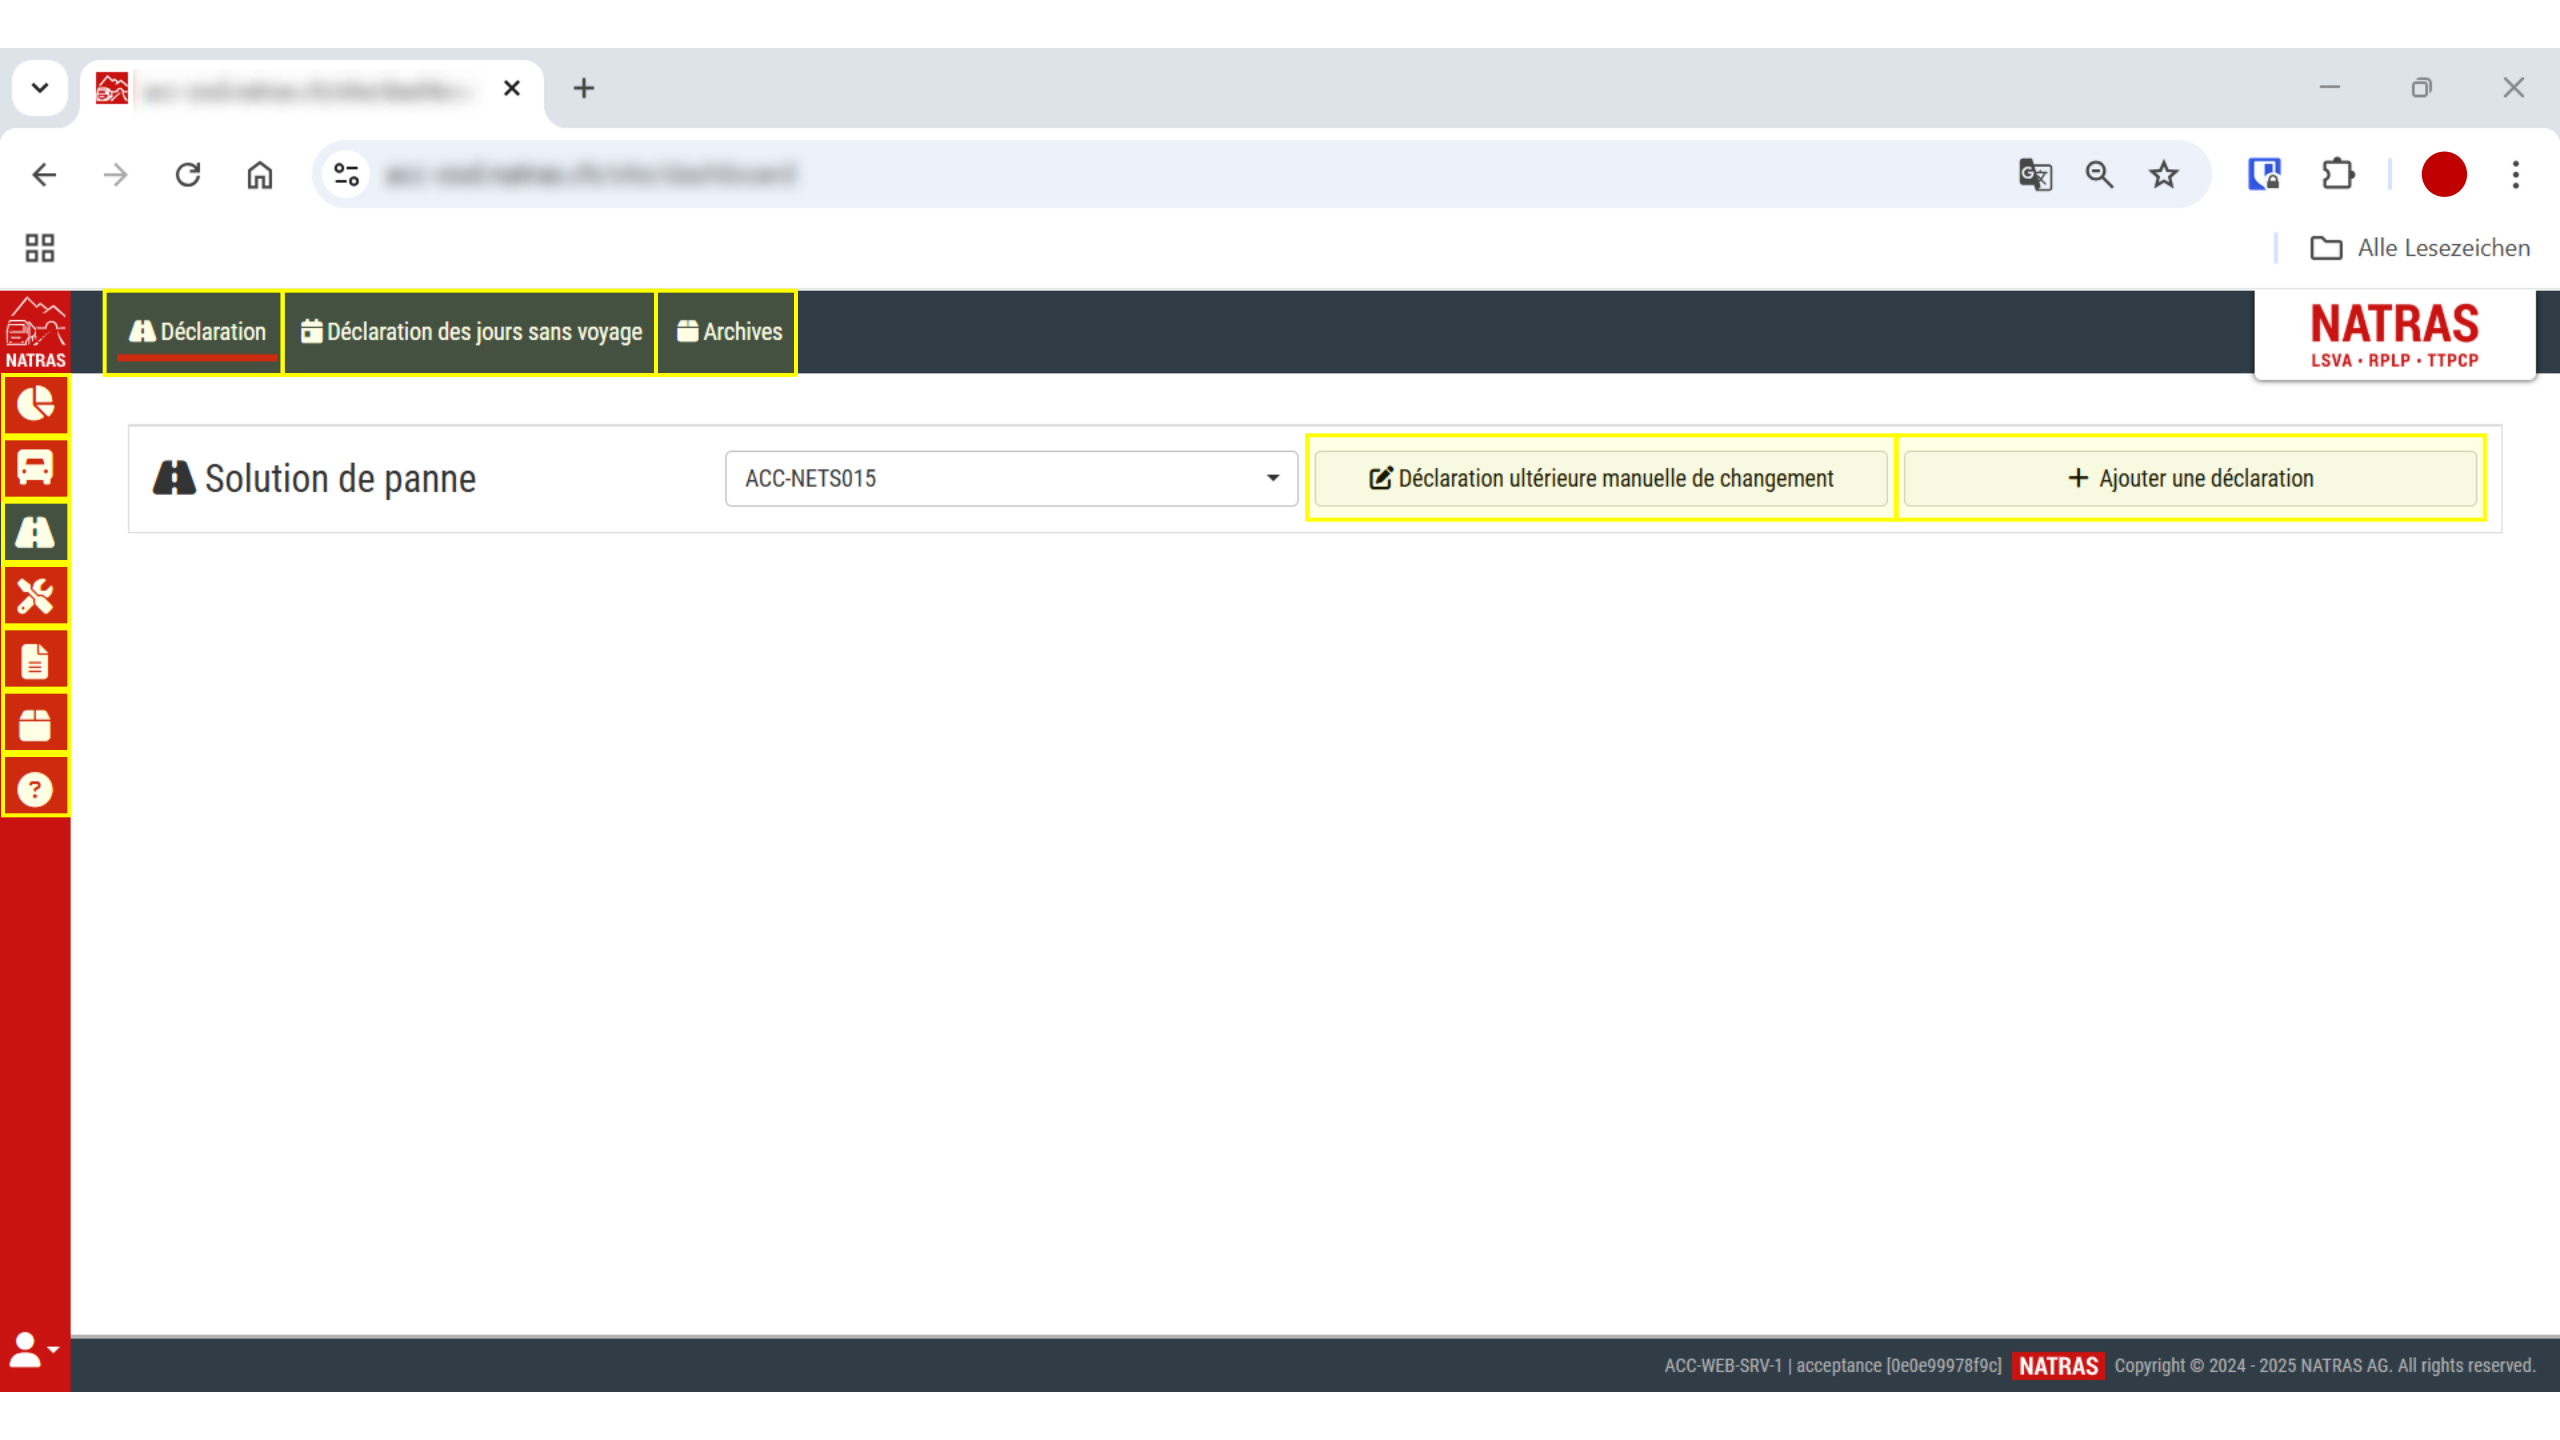 Alle Lesezeichen
NATRAS
Déclaration
Déclaration des jours sans voyage
Archives
NATRAS
LSVA · RPLP · TTPCP
Solution de panne
ACC-NETS015
Déclaration ultérieure manuelle de changement
+ Ajouter une déclaration
ACC-WEB-SRV-1 | acceptance [0e0e99978f9c] NATRAS Copyright © 2024 - 2025 NATRAS AG. All rights reserved.